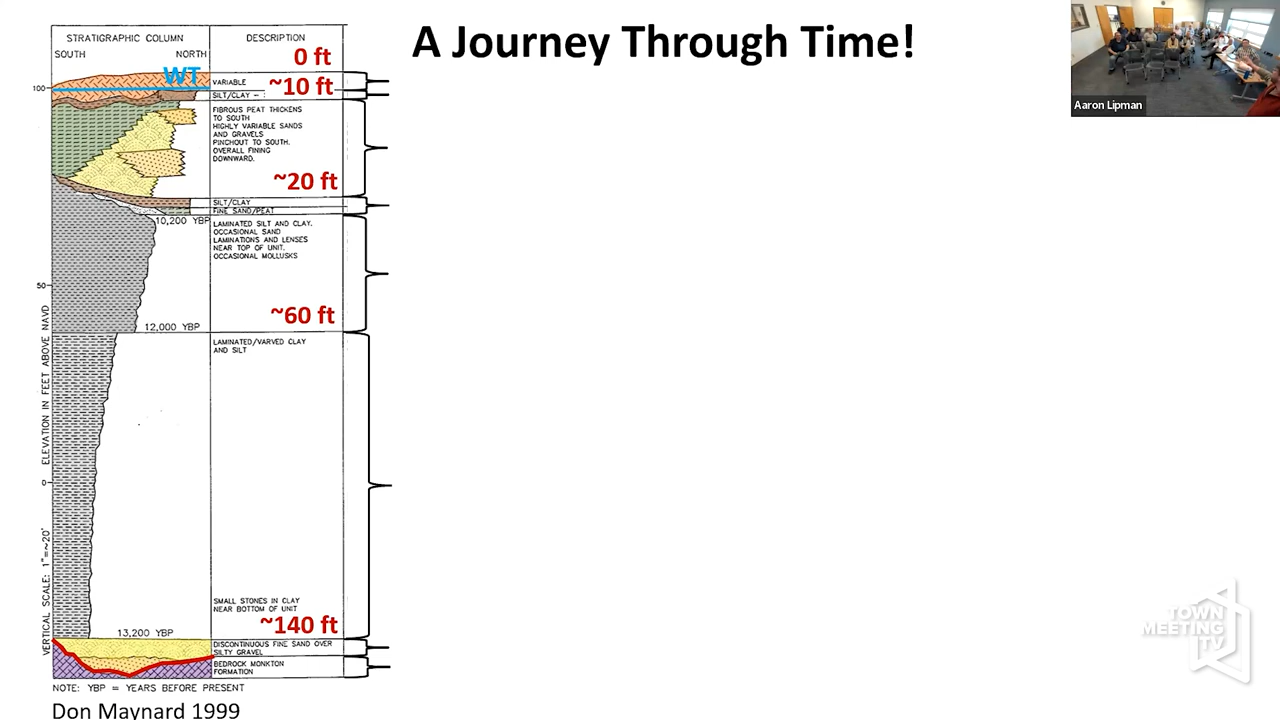 A Journey Through Time!
Aaron Lipman
STRATIGRAPHIC COLUMN
DESCRIPTION
SOUTH
NORTH
0 ft
WT
VARIABLE
~10 ft
100
SILT/CLAY
FIBROUS PEAT THICKENS
TO SOUTH
HIGHLY VARIABLE SANDS
AND GRAVELS
PINCHOUT TO SOUTH.
OVERALL FINING
DOWNWARD.
~20 ft
SILT/CLAY
FINE SAND/PEAT
10,200 YBP
LAMINATED SILT AND CLAY.
OCCASIONAL SAND
LAMINATIONS AND LENSES
NEAR TOP OF UNIT.
OCCASIONAL MOLLUSKS
50
~60 ft
12,000 YBP
LAMINATED/VARVED CLAY
AND SILT
ELEVATION IN FEET ABOVE NAVD
0
VERTICAL SCALE: 1"=~20'
SMALL STONES IN CLAY
NEAR BOTTOM OF UNIT
~140 ft
13,200 YBP
DISCONTINUOUS FINE SAND OVER
SILTY GRAVEL
BEDROCK MONKTON
FORMATION
NOTE: YBP = YEARS BEFORE PRESENT
Don Maynard 1999
TOWN
MEETING
TV